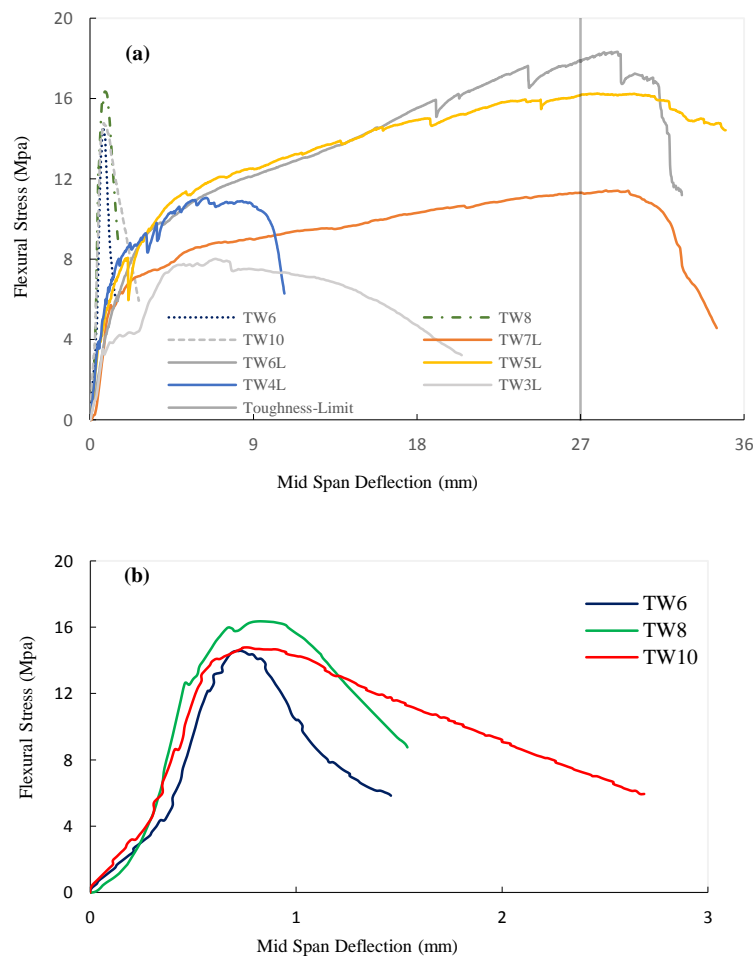 (a)
20
16
12
8
4
0
Flexural Stress (Mpa)
TW6
TW8
TW10
TW7L
TW6L
TW5L
TW4L
TW3L
Toughness-Limit
0
9
18
27
36
Mid Span Deflection (mm)
(b)
20
16
12
8
4
0
Flexural Stress (Mpa)
TW6
TW8
TW10
0
1
2
3
Mid Span Deflection (mm)